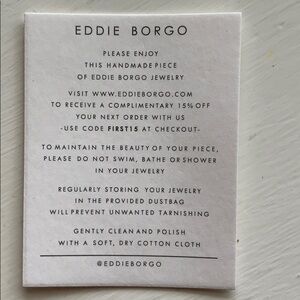 EDDIE BORGO
PLEASE ENJOY
THIS HANDMADE PIECE
OF EDDIE BORGO JEWELRY
VISIT WWW.EDDIEBORGO.COM
TO RECEIVE A COMPLIMENTARY 15% OFF
YOUR NEXT ORDER WITH US
-USE CODE FIRST15 AT CHECKOUT-
TO MAINTAIN THE BEAUTY OF YOUR PIECE,
PLEASE DO NOT SWIM, BATHE OR SHOWER
IN YOUR JEWELRY
REGULARLY STORING YOUR JEWELRY
IN THE PROVIDED DUSTBAG
WILL PREVENT UNWANTED TARNISHING
GENTLY CLEAN AND POLISH
WITH A SOFT, DRY COTTON CLOTH
@EDDIEBORGO